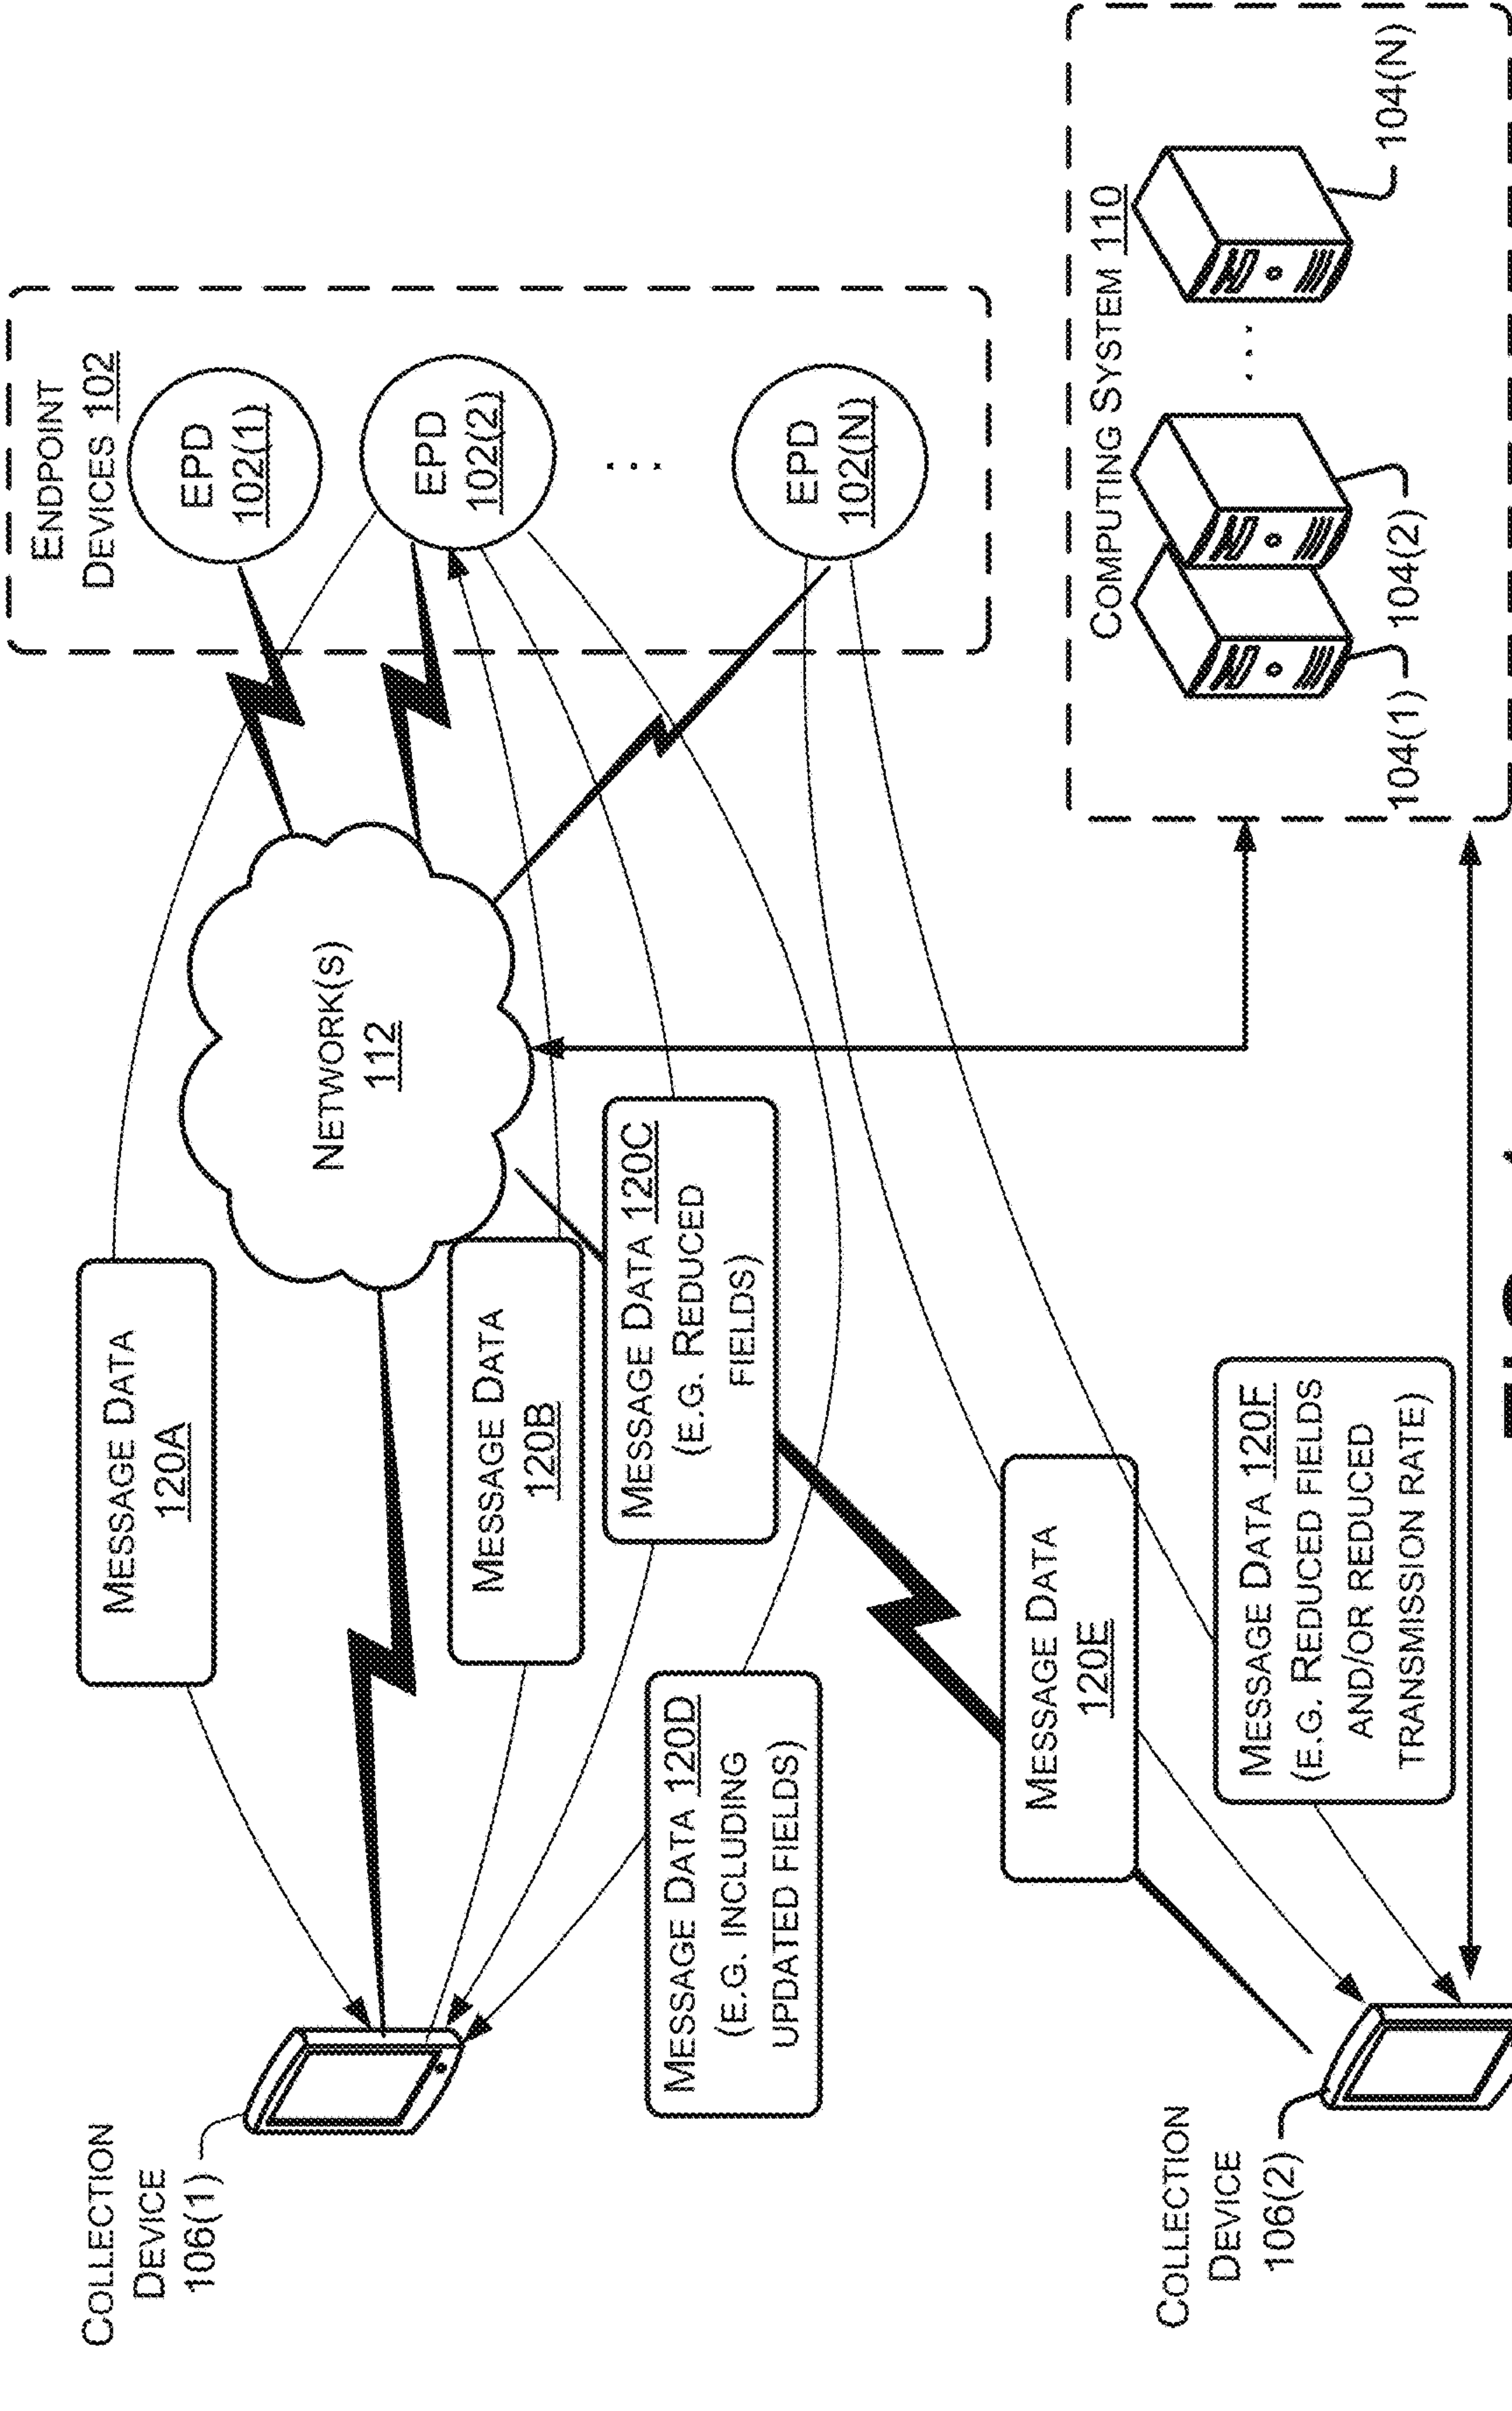 COLLECTION
DEVICE
106(1)
MESSAGE DATA
120A
NETWORK(S)
112
ENDPOINT
DEVICES 102
EPD
102(1)
EPD
102(2)
...
EPD
102(N)
MESSAGE DATA
120B
MESSAGE DATA 120C
(E.G. REDUCED
FIELDS)
MESSAGE DATA 120D
(E.G. INCLUDING
UPDATED FIELDS)
MESSAGE DATA
120E
COLLECTION
DEVICE
106(2)
MESSAGE DATA 120F
(E.G. REDUCED FIELDS
AND/OR REDUCED
TRANSMISSION RATE)
COMPUTING SYSTEM 110
...
104(1)
104(2)
104(N)